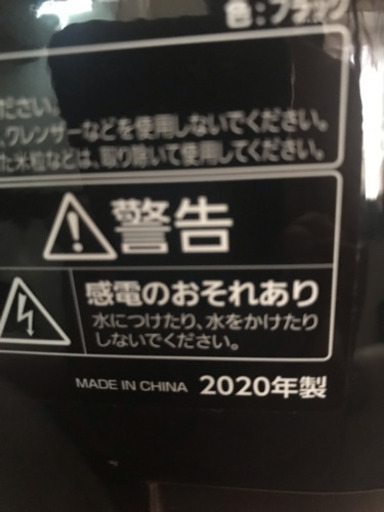 色:ブラック
ださい。
、クレンザーなどを使用しないでください。
た米粒などは、取り除いて使用してください。
警告
感電のおそれあり
水につけたり、水をかけたり
しないでください。
MADE IN CHINA 2020年製